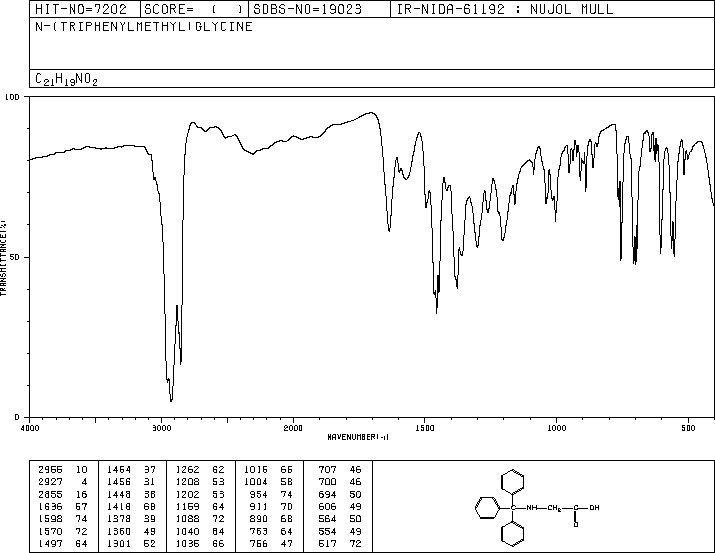 HIT-NO=7202 SCORE= ( ) SDBS-NO=19023 IR-NIDA-61192 : NUJOL MULL
N-(TRIPHENYLMETHYL)GLYCINE
C21H19NO2
100
50
0
TRANSMITTANCE(%)
4000 3000 2000 1500 1000 500
WAVENUMBER(-1)
2955 10 1464 37 1262 62 1015 66 707 46
2927 4 1456 31 1208 53 1004 58 700 46
2855 16 1448 38 1202 53 954 74 694 50
1636 57 1418 68 1159 64 911 70 606 49
1598 74 1378 39 1088 72 890 68 564 50
1570 72 1360 49 1040 84 763 64 554 49
1497 64 1301 52 1035 66 756 47 517 72
C NH CH2 C OH
O